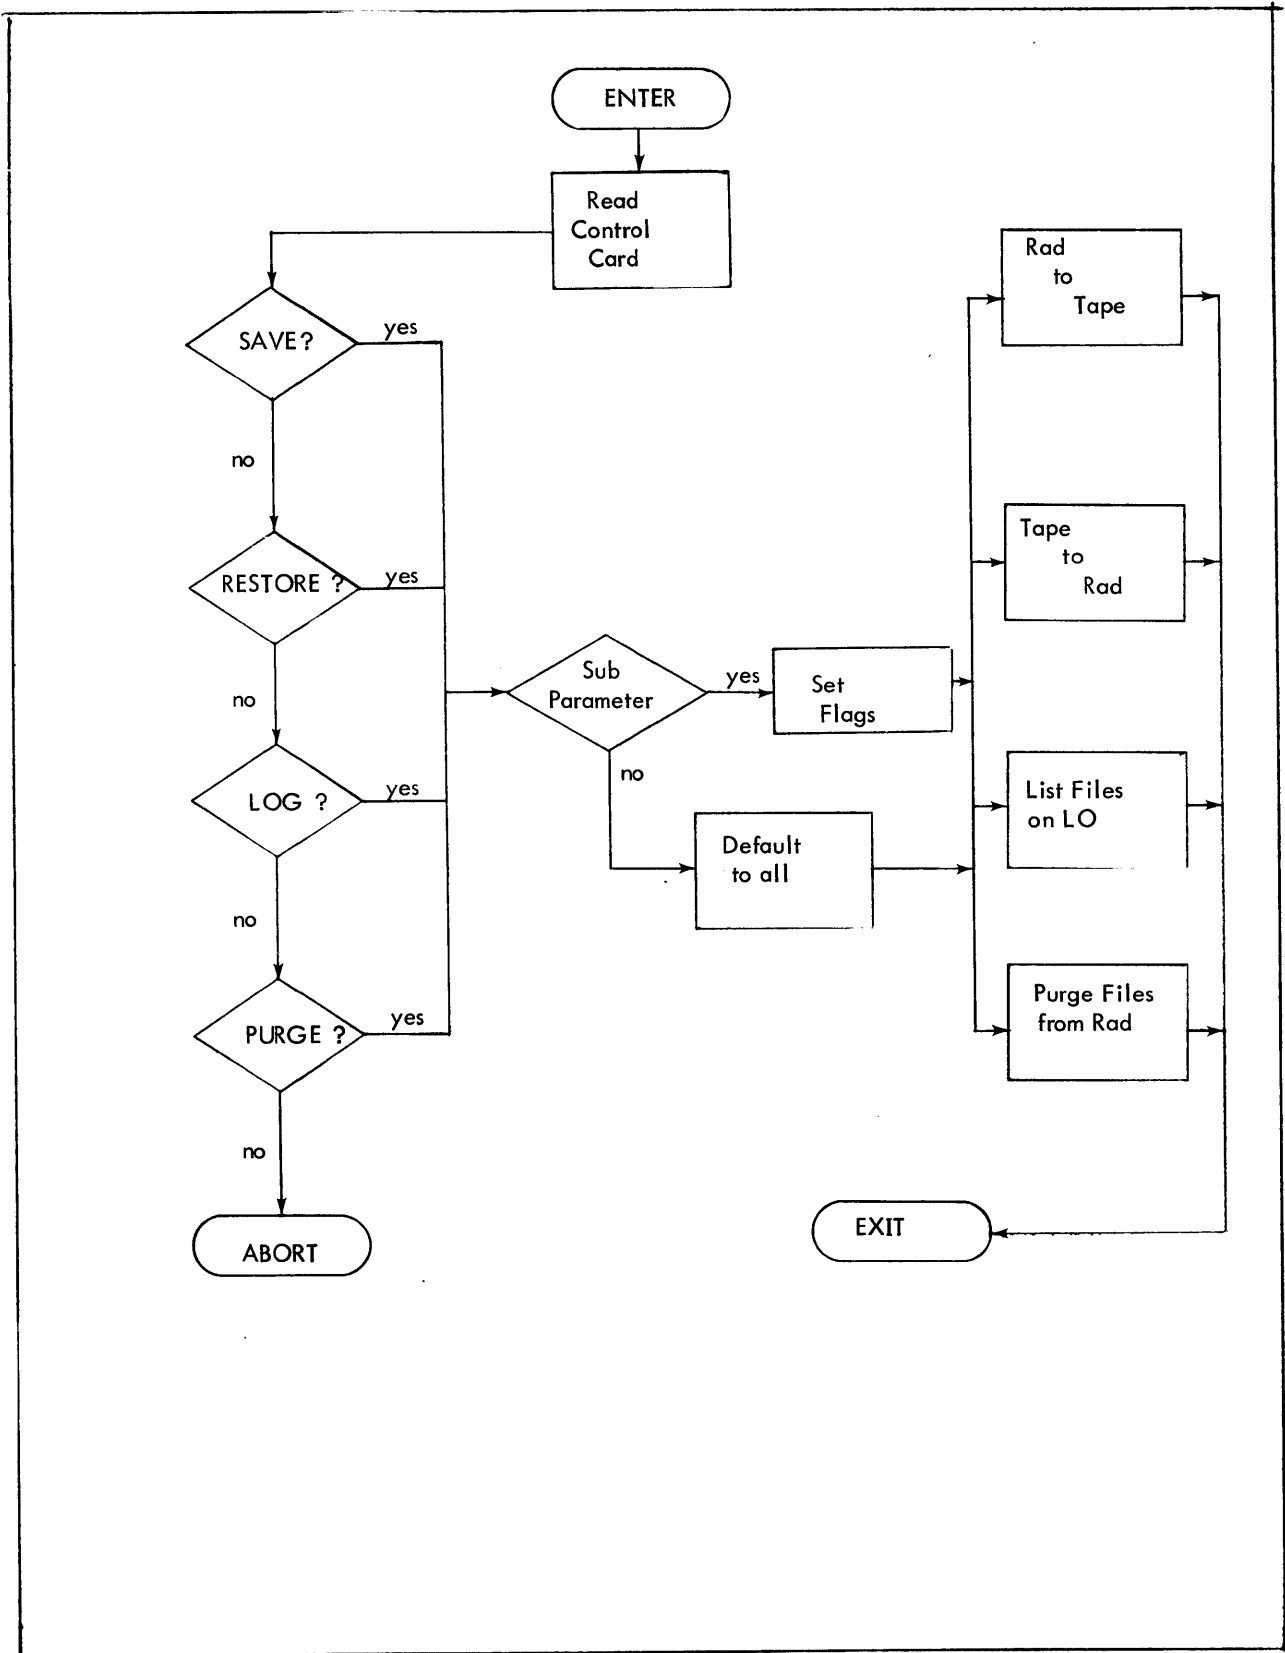 ENTER
Read
Control
Card
SAVE?
yes
no
RESTORE ?
yes
no
LOG ?
yes
no
PURGE ?
yes
no
ABORT
Sub
Parameter
yes
no
Set
Flags
Default
to all
Rad
to
Tape
Tape
to
Rad
List Files
on LO
Purge Files
from Rad
EXIT